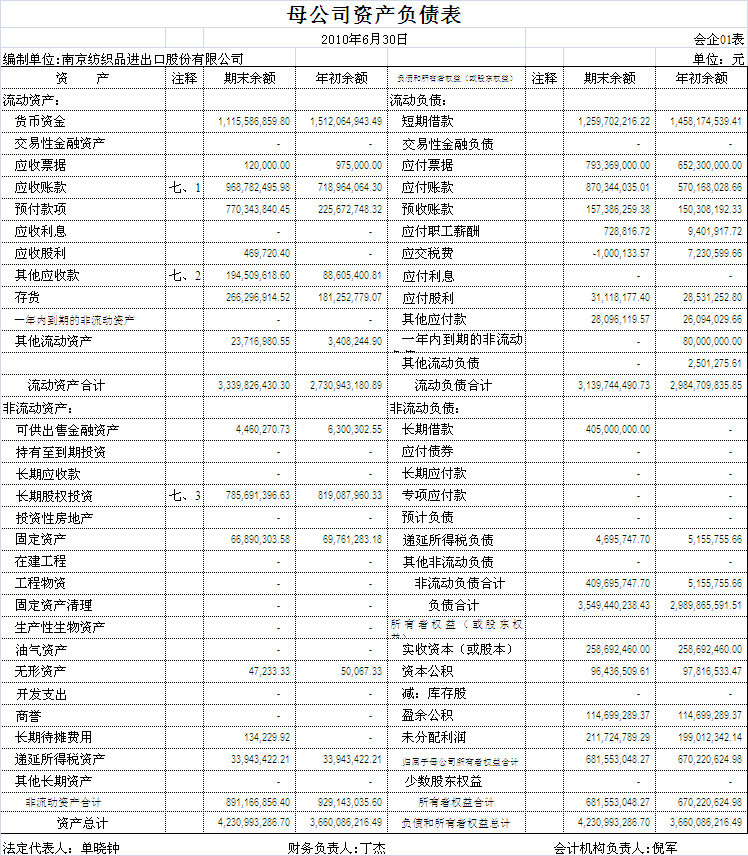 母公司资产负债表
2010年6月30日 会企01表
编制单位:南京纺织品进出口股份有限公司 单位：元
资 产 注释 期末余额 年初余额 负债和所有者权益（或股东权益） 注释 期末余额 年初余额
流动资产： 流动负债：
货币资金 1,115,586,859.80 1,512,064,943.49 短期借款 1,259,702,216.22 1,458,174,539.41
交易性金融资产 - - 交易性金融负债 - -
应收票据 120,000.00 975,000.00 应付票据 793,369,000.00 652,300,000.00
应收账款 七、1 968,782,495.98 718,964,064.30 应付账款 870,344,035.01 570,168,028.66
预付款项 770,343,840.45 225,672,748.32 预收账款 157,386,259.38 150,308,192.33
应收利息 - - 应付职工薪酬 728,816.72 9,401,917.72
应收股利 469,720.40 - 应交税费 -1,000,133.57 7,230,599.66
其他应收款 七、2 194,509,618.60 88,605,400.81 应付利息 - -
存货 266,296,914.52 181,252,779.07 应付股利 31,118,177.40 28,531,252.80
一年内到期的非流动资产 - - 其他应付款 28,096,119.57 26,094,029.66
其他流动资产 23,716,980.55 3,408,244.90 一年内到期的非流动 - 80,000,000.00
其他流动负债 - 2,501,275.61
流动资产合计 3,339,826,430.30 2,730,943,180.89 流动负债合计 3,139,744,490.73 2,984,709,835.85
非流动资产： 非流动负债：
可供出售金融资产 4,460,270.73 6,300,302.55 长期借款 405,000,000.00 -
持有至到期投资 - - 应付债券 - -
长期应收款 - - 长期应付款 - -
长期股权投资 七、3 785,691,396.63 819,087,960.33 专项应付款 - -
投资性房地产 - - 预计负债 - -
固定资产 66,890,303.58 69,761,283.18 递延所得税负债 4,695,747.70 5,155,755.66
在建工程 - - 其他非流动负债 - -
工程物资 - - 非流动负债合计 409,695,747.70 5,155,755.66
固定资产清理 - - 负债合计 3,549,440,238.43 2,989,865,591.51
生产性生物资产 - - 所有者权益（或股东权益）
油气资产 - - 实收资本（或股本） 258,692,460.00 258,692,460.00
无形资产 47,233.33 50,067.33 资本公积 96,436,509.61 97,816,533.47
开发支出 - - 减：库存股 - -
商誉 - - 盈余公积 114,699,289.37 114,699,289.37
长期待摊费用 134,229.92 - 未分配利润 211,724,789.29 199,012,342.14
递延所得税资产 33,943,422.21 33,943,422.21 归属于母公司所有者权益合计 681,553,048.27 670,220,624.98
其他长期资产 - - 少数股东权益 - -
非流动资产合计 891,166,856.40 929,143,035.60 所有者权益合计 681,553,048.27 670,220,624.98
资产总计 4,230,993,286.70 3,660,086,216.49 负债和所有者权益总计 4,230,993,286.70 3,660,086,216.49
法定代表人：单晓钟 财务负责人:丁杰 会计机构负责人:倪军